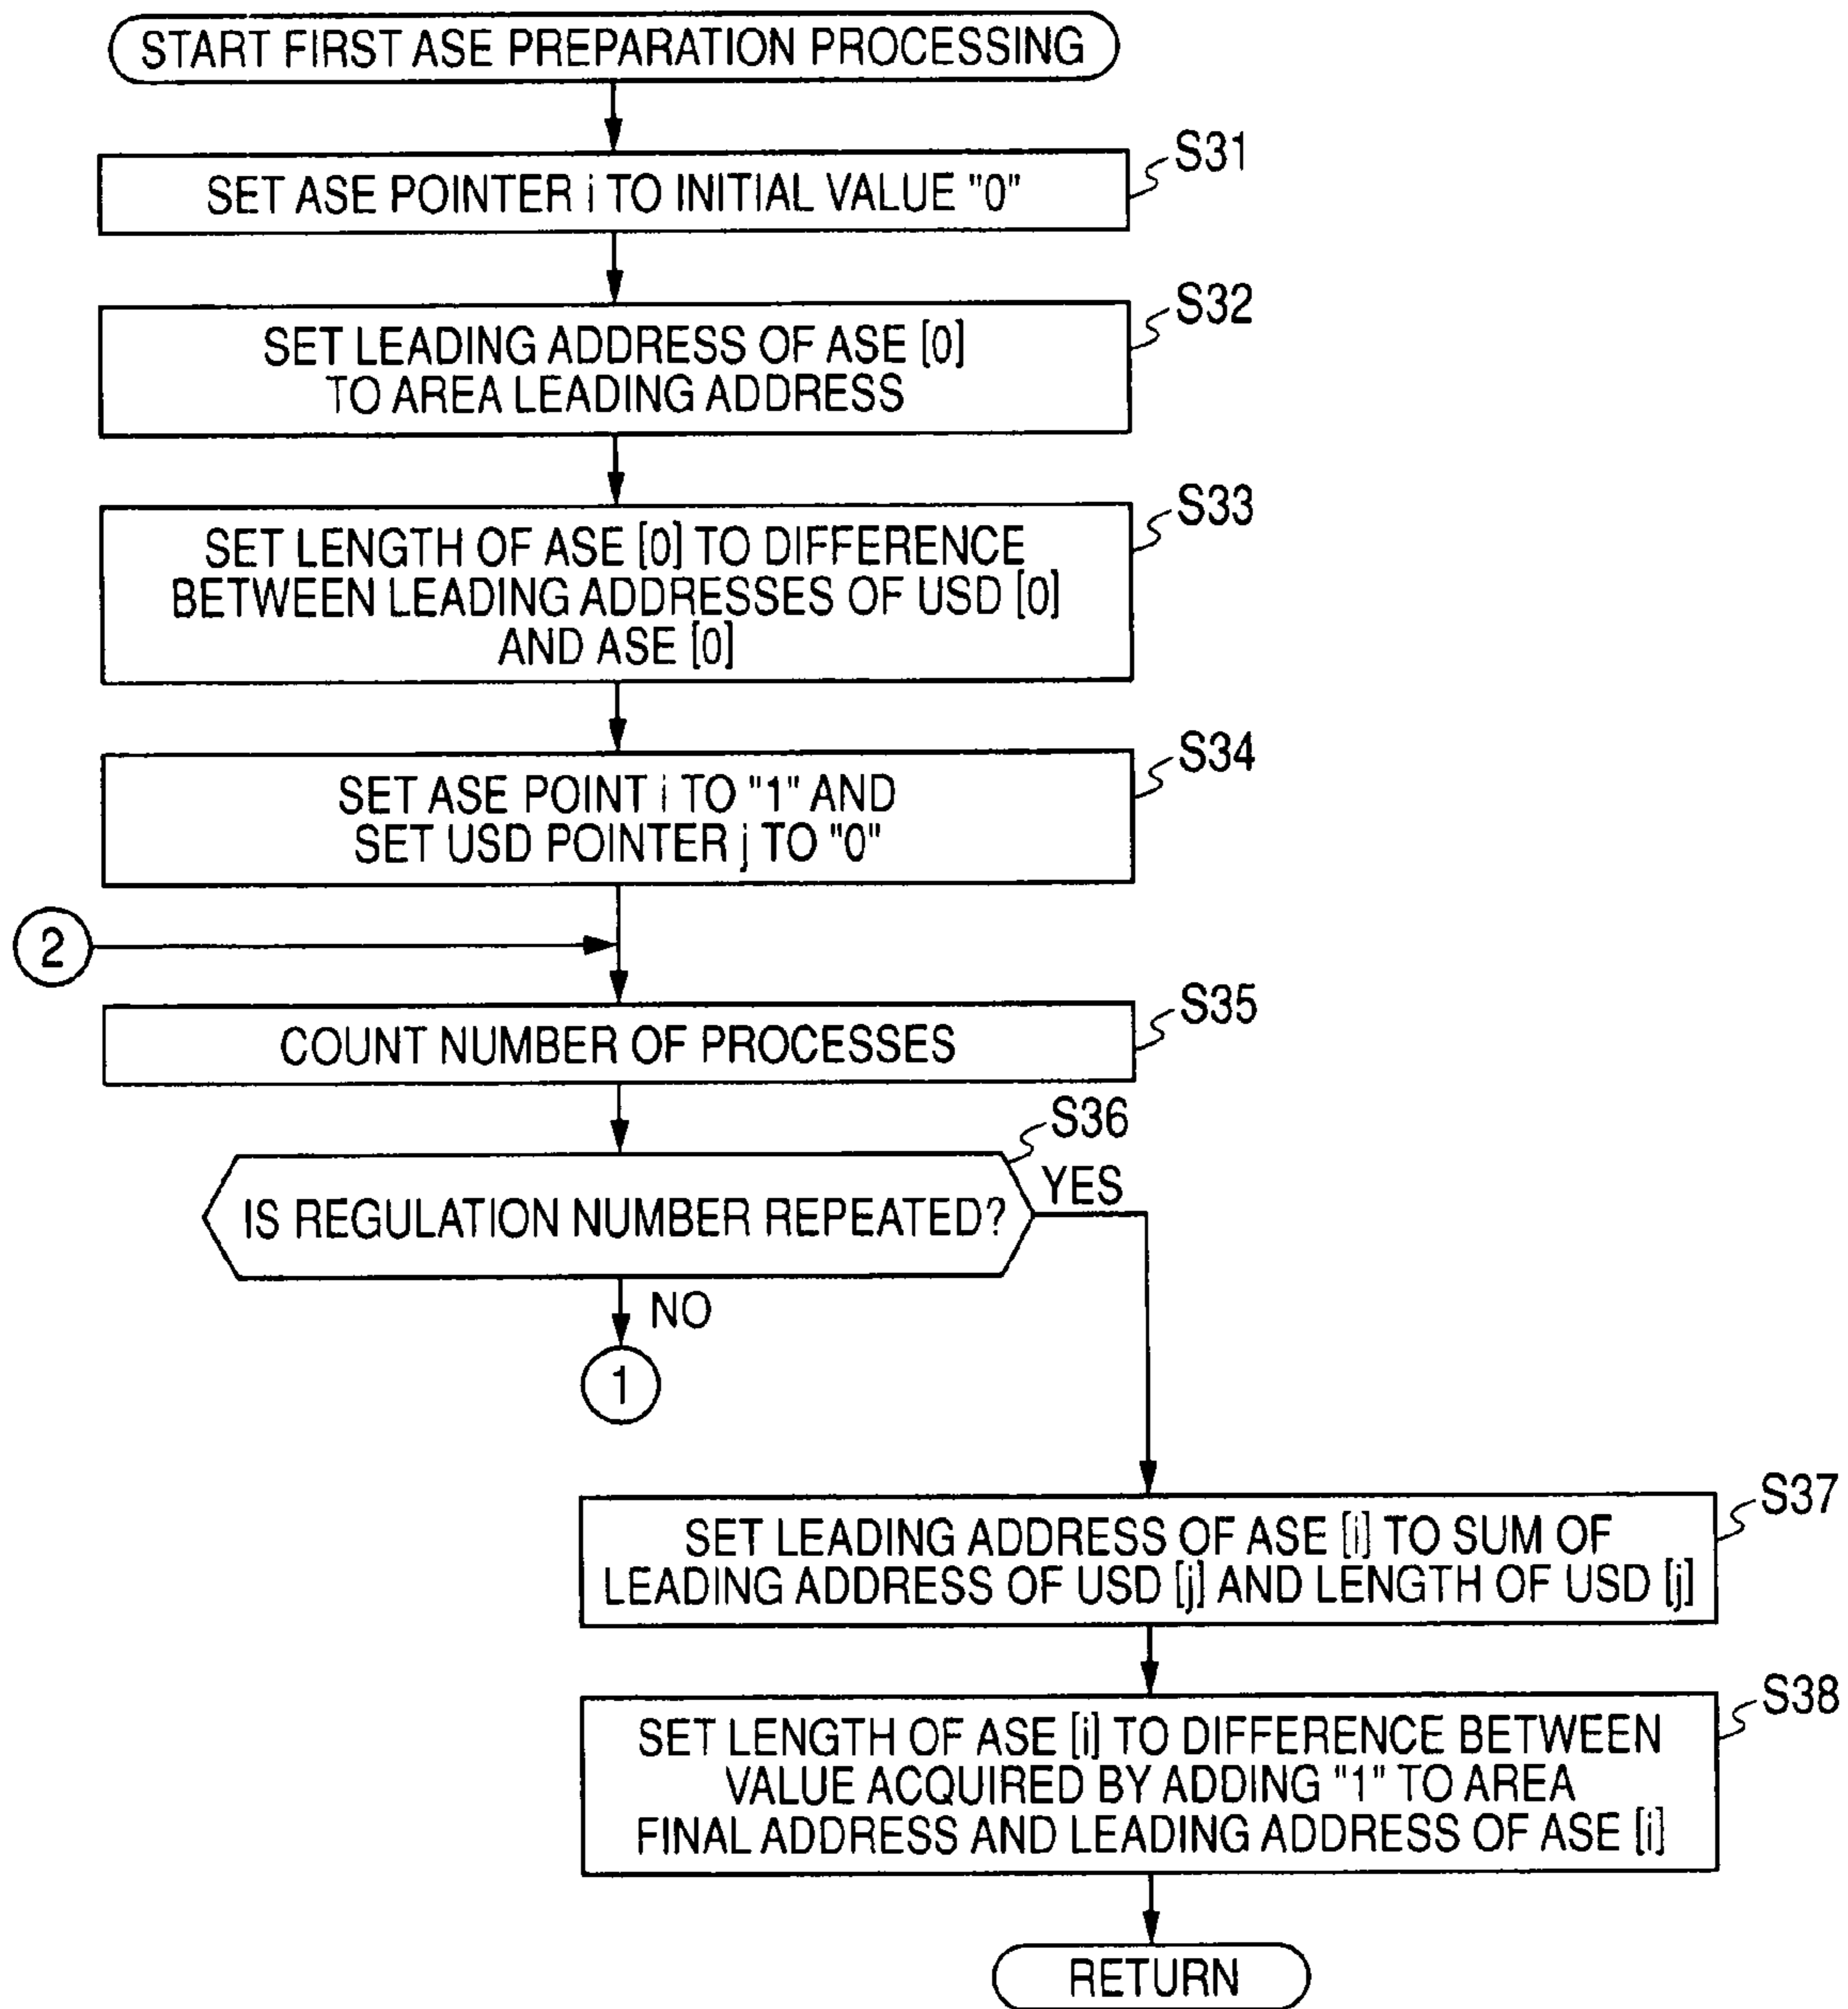 START FIRST ASE PREPARATION PROCESSING
S31
SET ASE POINTER i TO INITIAL VALUE "0"
S32
SET LEADING ADDRESS OF ASE [0]
TO AREA LEADING ADDRESS
S33
SET LENGTH OF ASE [0] TO DIFFERENCE
BETWEEN LEADING ADDRESSES OF USD [0]
AND ASE [0]
S34
SET ASE POINT i TO "1" AND
SET USD POINTER j TO "0"
2
S35
COUNT NUMBER OF PROCESSES
S36
IS REGULATION NUMBER REPEATED?
YES
NO
1
S37
SET LEADING ADDRESS OF ASE [i] TO SUM OF
LEADING ADDRESS OF USD [j] AND LENGTH OF USD [j]
S38
SET LENGTH OF ASE [i] TO DIFFERENCE BETWEEN
VALUE ACQUIRED BY ADDING "1" TO AREA
FINAL ADDRESS AND LEADING ADDRESS OF ASE [i]
RETURN